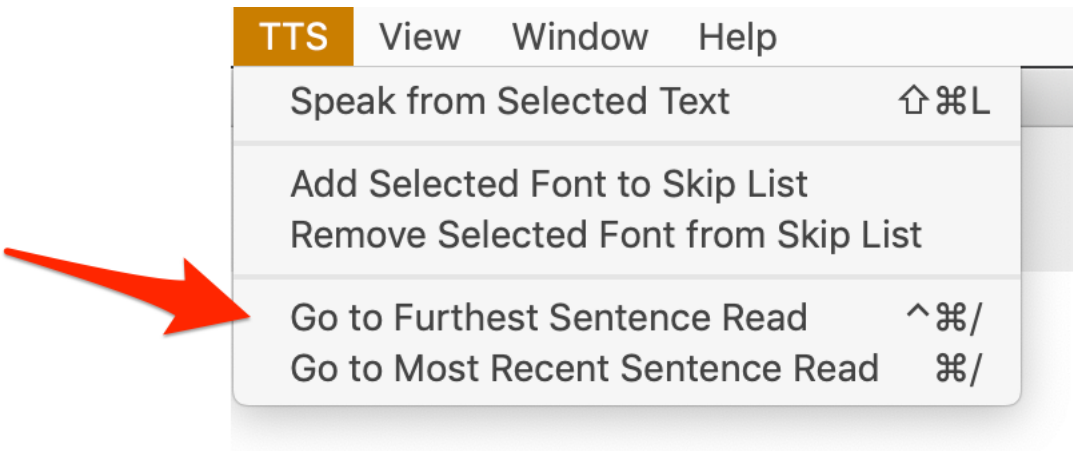 TTS View Window Help
Speak from Selected Text ⇧⌘L
Add Selected Font to Skip List
Remove Selected Font from Skip List
Go to Furthest Sentence Read ^⌘/
Go to Most Recent Sentence Read ⌘/